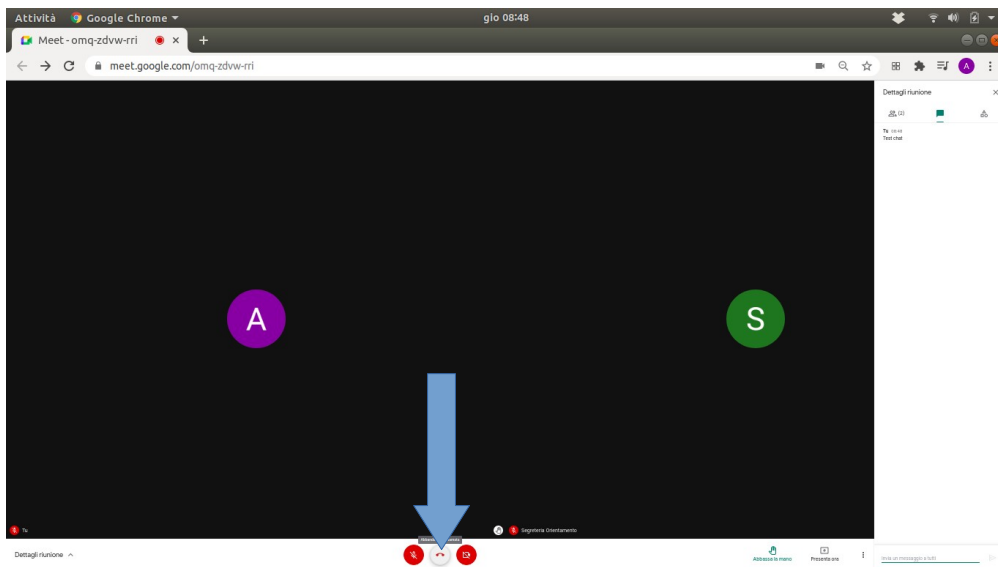 Attività Google Chrome gio 08:48
Meet - omq-zdvw-rri
meet.google.com/omq-zdvw-rri
A
Dettagli riunione
(2)
Tu 08:48
Test chat
A
S
Tu
Segreteria Orientamento
Dettagli riunione
Abbassa la mano
Presenta ora
Invia un messaggio a tutti